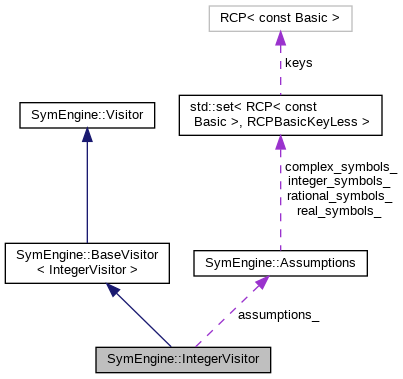 RCP< const Basic >
keys
std::set< RCP< const
Basic >, RCPBasicKeyLess >
SymEngine::Visitor
complex_symbols_
integer_symbols_
rational_symbols_
real_symbols_
SymEngine::BaseVisitor
< IntegerVisitor >
SymEngine::Assumptions
assumptions_
SymEngine::IntegerVisitor